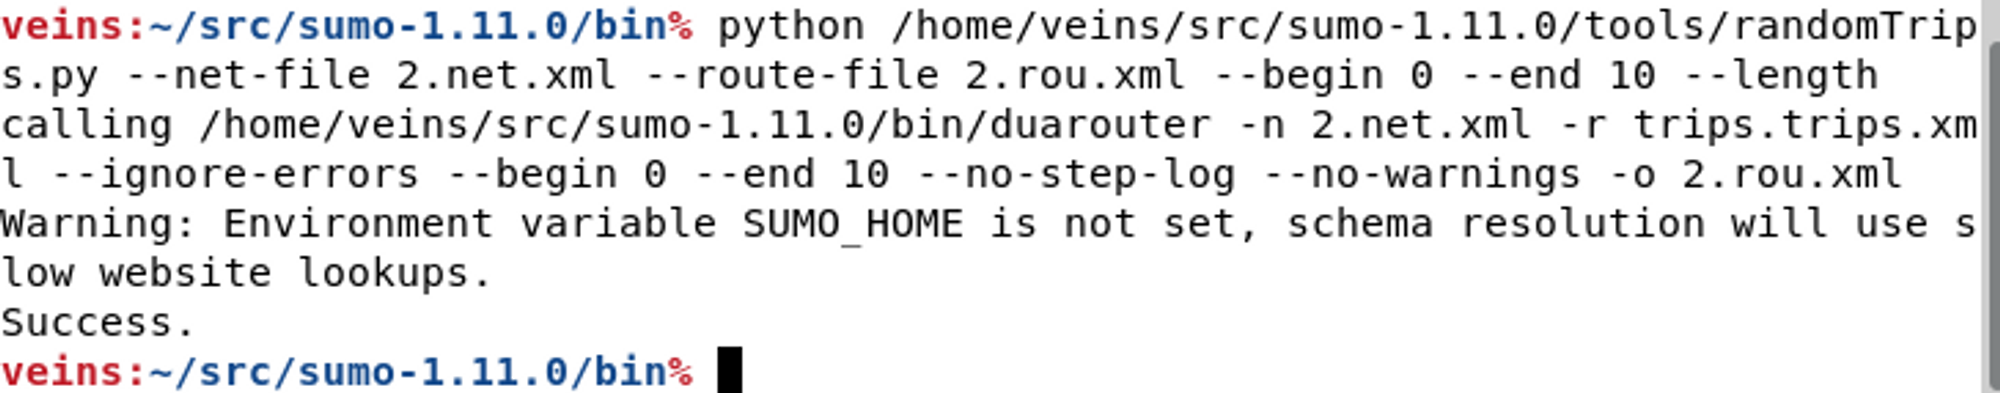 veins:~/src/sumo-1.11.0/bin% python /home/veins/src/sumo-1.11.0/tools/randomTrip
s.py --net-file 2.net.xml --route-file 2.rou.xml --begin 0 --end 10 --length
calling /home/veins/src/sumo-1.11.0/bin/duarouter -n 2.net.xml -r trips.trips.xm
l --ignore-errors --begin 0 --end 10 --no-step-log --no-warnings -o 2.rou.xml
Warning: Environment variable SUMO_HOME is not set, schema resolution will use s
low website lookups.
Success.
veins:~/src/sumo-1.11.0/bin%